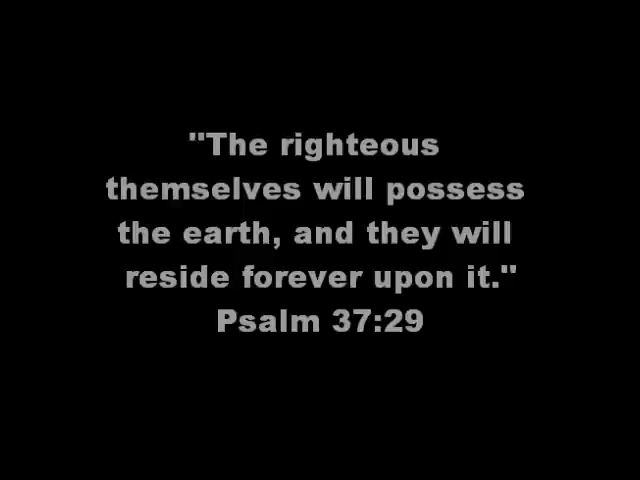 "The righteous
themselves will possess
the earth, and they will
reside forever upon it."
Psalm 37:29